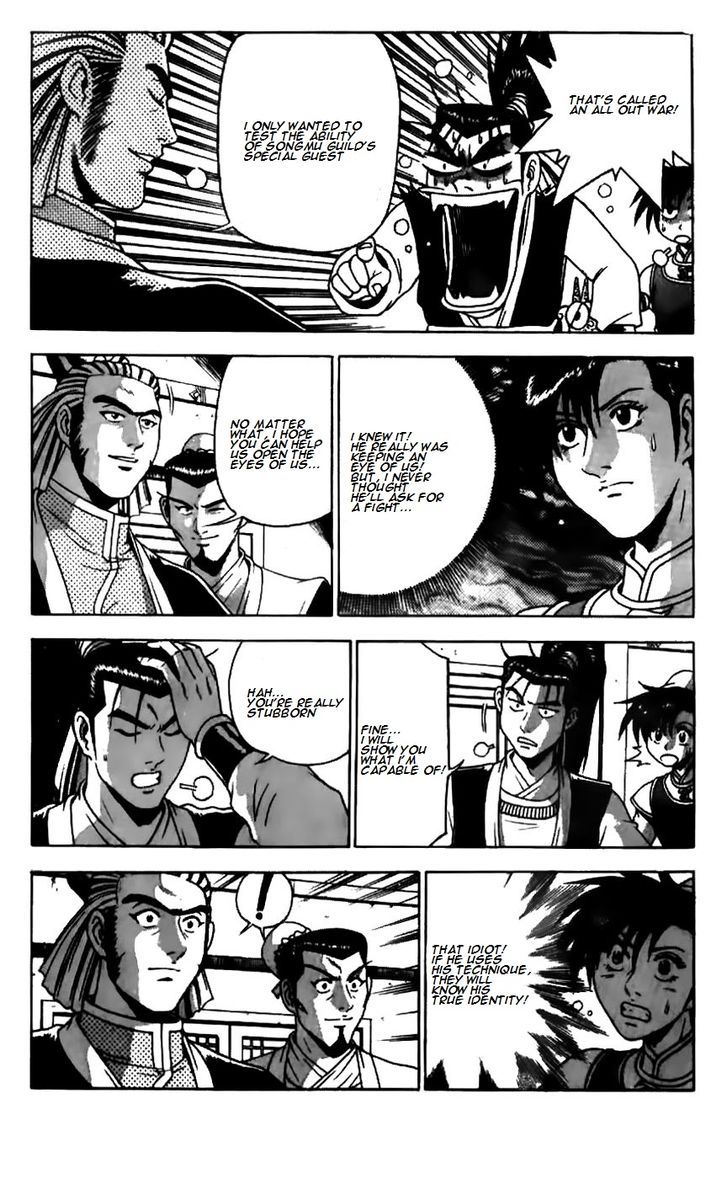 THAT'S CALLED
AN ALL OUT WAR!
I ONLY WANTED TO
TEST THE ABILITY
OF SONGMU GUILD'S
SPECIAL GUEST
I KNEW IT!
HE REALLY WAS
KEEPING AN
EYE OF US!
BUT, I NEVER
THOUGHT
HE'LL ASK FOR
A FIGHT...
NO MATTER
WHAT, I HOPE
YOU CAN HELP
US OPEN THE
EYES OF US...
FINE...
I WILL
SHOW YOU
WHAT I'M
CAPABLE OF!
HAH...
YOU'RE REALLY
STUBBORN
THAT IDIOT!
IF HE USES
HIS TECHNIQUE,
THEY WILL
KNOW HIS
TRUE IDENTITY!
!